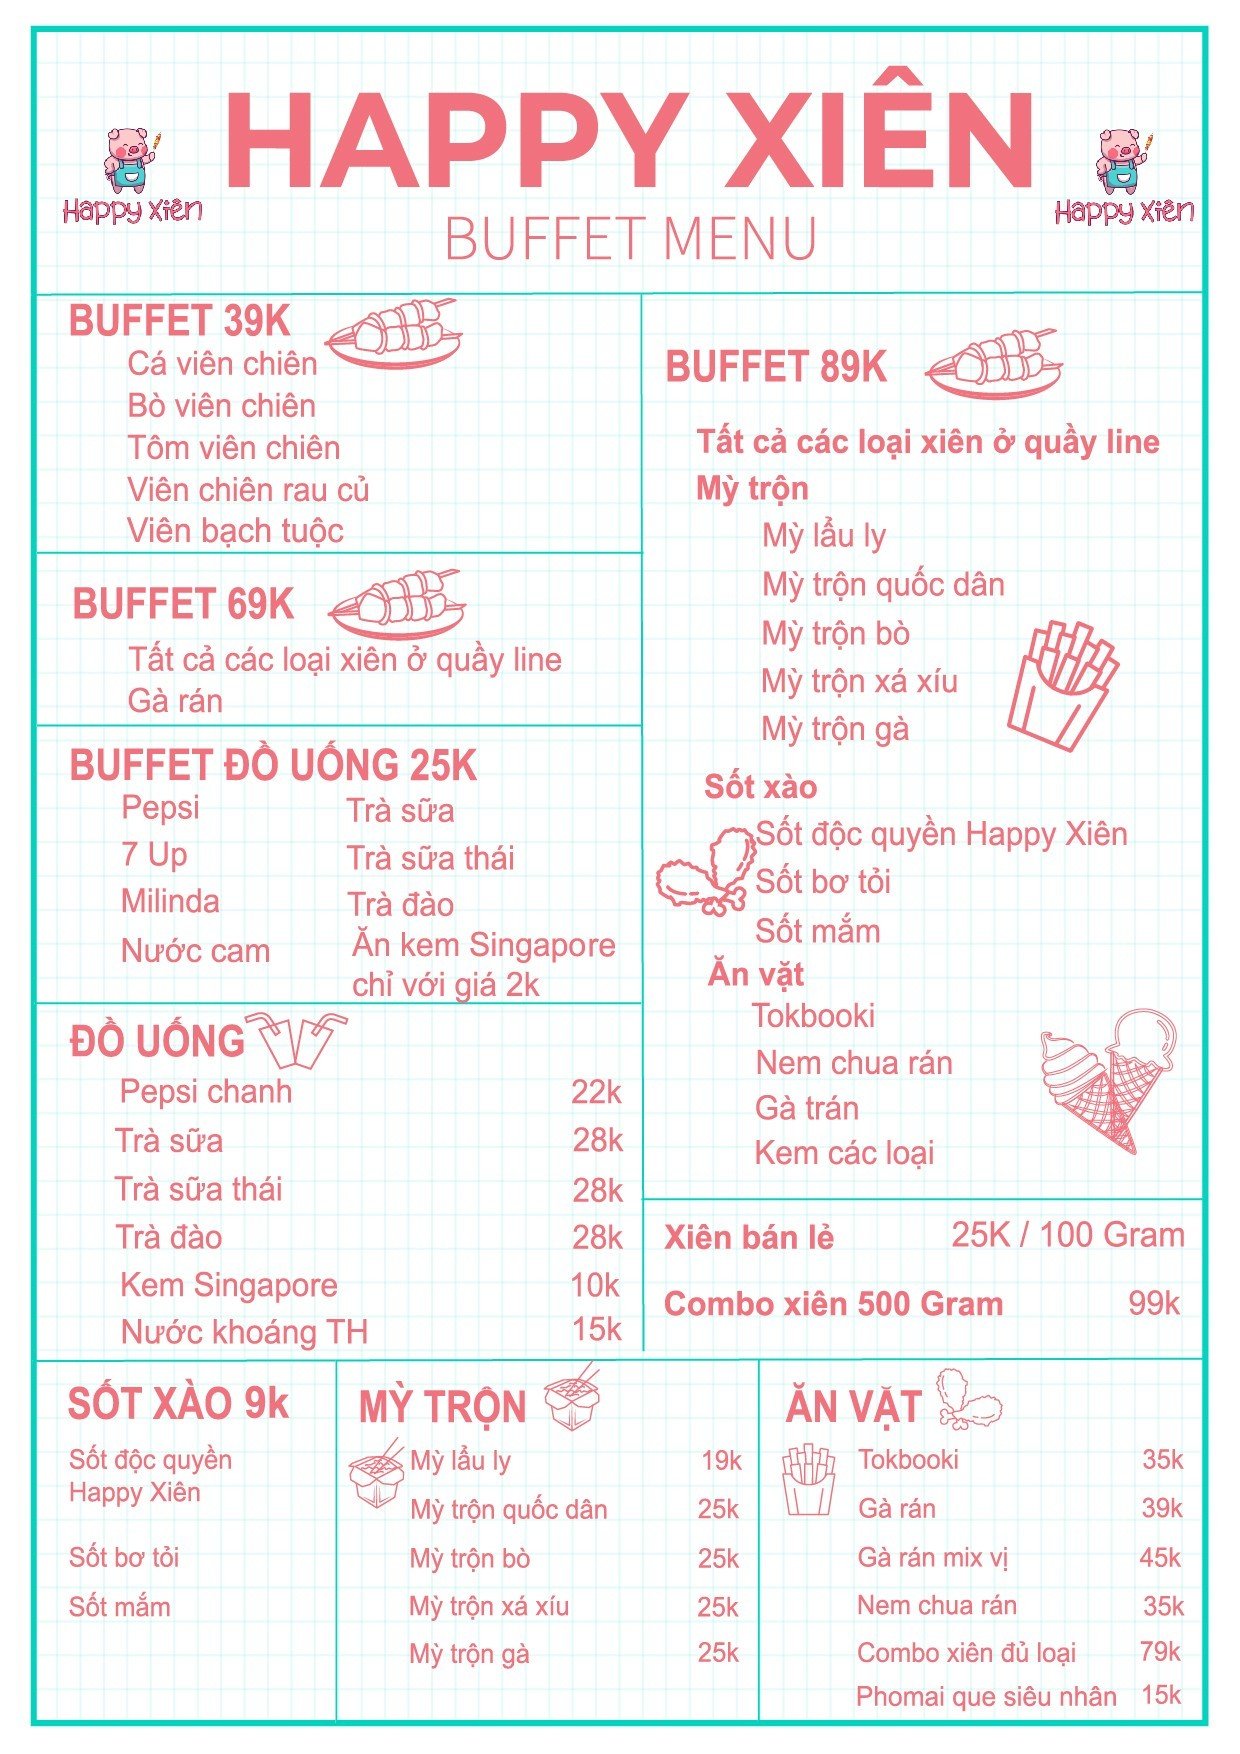 HAPPY XIÊN
Happy Xiên
Happy Xiên
BUFFET MENU
BUFFET 39K
Cá viên chiên
Bò viên chiên
Tôm viên chiên
Viên chiên rau củ
Viên bạch tuộc
BUFFET 69K
Tất cả các loại xiên ở quầy line
Gà rán
BUFFET ĐỒ UỐNG 25K
Pepsi
7 Up
Milinda
Nước cam
Trà sữa
Trà sữa thái
Trà đào
Ăn kem Singapore
chỉ với giá 2k
ĐỒ UỐNG
Pepsi chanh 22k
Trà sữa 28k
Trà sữa thái 28k
Trà đào 28k
Kem Singapore 10k
Nước khoáng TH 15k
BUFFET 89K
Tất cả các loại xiên ở quầy line
Mỳ trộn
Mỳ lẩu ly
Mỳ trộn quốc dân
Mỳ trộn bò
Mỳ trộn xá xíu
Mỳ trộn gà
Sốt xào
Sốt độc quyền Happy Xiên
Sốt bơ tỏi
Sốt mắm
Ăn vặt
Tokbooki
Nem chua rán
Gà trán
Kem các loại
Xiên bán lẻ 25K / 100 Gram
Combo xiên 500 Gram 99k
SỐT XÀO 9k
Sốt độc quyền
Happy Xiên
Sốt bơ tỏi
Sốt mắm
MỲ TRỘN
Mỳ lẩu ly 19k
Mỳ trộn quốc dân 25k
Mỳ trộn bò 25k
Mỳ trộn xá xíu 25k
Mỳ trộn gà 25k
ĂN VẶT
Tokbooki 35k
Gà rán 39k
Gà rán mix vị 45k
Nem chua rán 35k
Combo xiên đủ loại 79k
Phomai que siêu nhân 15k